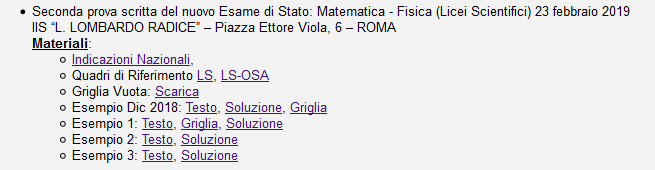 Seconda prova scritta del nuovo Esame di Stato: Matematica - Fisica (Licei Scientifici) 23 febbraio 2019
IIS "L. LOMBARDO RADICE" – Piazza Ettore Viola, 6 – ROMA
Materiali:
Indicazioni Nazionali,
Quadri di Riferimento LS, LS-OSA
Griglia Vuota: Scarica
Esempio Dic 2018: Testo, Soluzione, Griglia
Esempio 1: Testo, Griglia, Soluzione
Esempio 2: Testo, Soluzione
Esempio 3: Testo, Soluzione